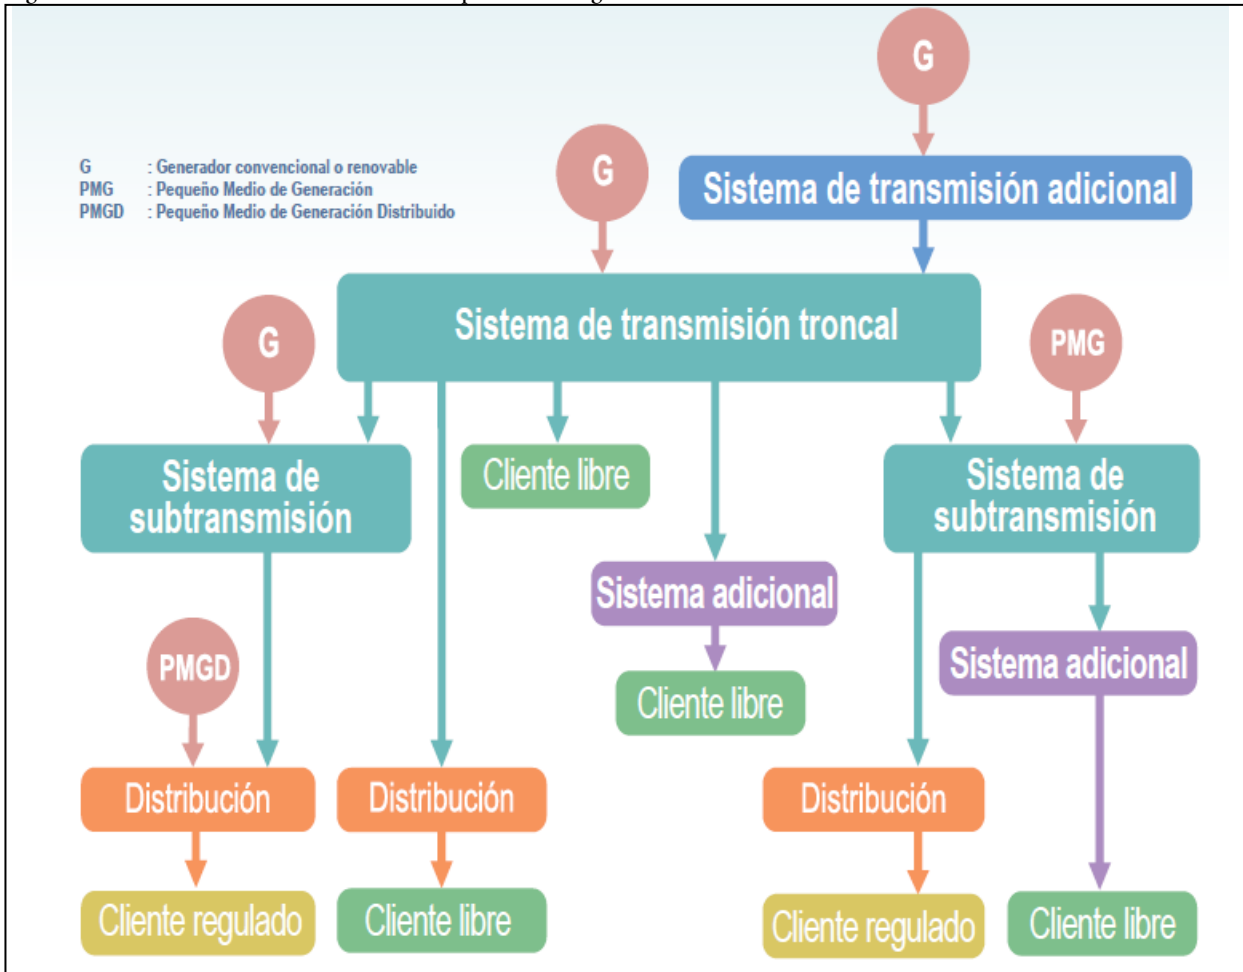 G
G
Sistema de transmisión adicional
G : Generador convencional o renovable
PMG : Pequeño Medio de Generación
PMGD : Pequeño Medio de Generación Distribuido
Sistema de transmisión troncal
G
PMG
Sistema de
subtransmisión
Cliente libre
Sistema de
subtransmisión
Sistema adicional
Cliente libre
Sistema adicional
PMGD
Distribución
Distribución
Distribución
Cliente regulado
Cliente libre
Cliente regulado
Cliente libre